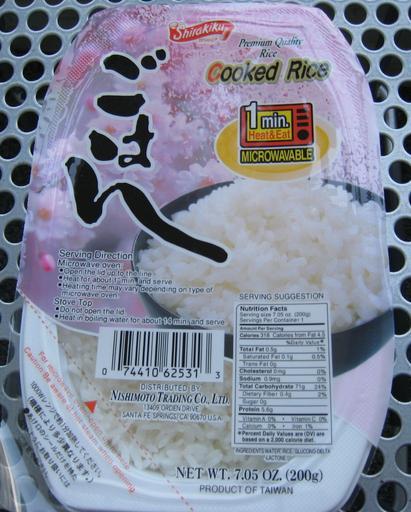 Shirakiku
Premium Quality
Rice
Cooked Rice
1 min.
Heat & Eat
MICROWAVABLE
ごはん
Serving Direction
Microwave oven
●Open the lid up to the line
●Heat for about 1 min. and serve
●Heating time may vary depending on type of
microwave oven.
Stove Top
●Do not open the lid
●Heat in boiling water for about 14 min and serve
0 74410 62531 3
DISTRIBUTED BY
NISHIMOTO TRADING CO., LTD.
13409 ORDEN DRIVE
SANTA FE SPRINGS, CA 90670 U.S.A.
SERVING SUGGESTION
Nutrition Facts
Serving size 7.05 oz. (200g)
Servings Per Container 1
Amount Per Serving
Calories 318 Calories from Fat 4.5
%Daily Value*
Total Fat 0.5g 1%
Saturated Fat 0.1g 0.5%
Trans Fat 0g
Cholesterol 0mg 0%
Sodium 0.9mg 0%
Total Carbohydrate 71g 24%
Dietary Fiber 0.4g 2%
Sugar 0g
Protein 5.6g
Vitamin A 0% • Vitamin C 0%
Calcium 0% • Iron 1%
*Percent Daily Values are (DV) are
based on a 2,000 calorie diet.
INGREDIENTS: WATER, RICE, GLUCONO-DELTA
-LACTONE
NET WT. 7.05 OZ. (200g)
PRODUCT OF TAIWAN